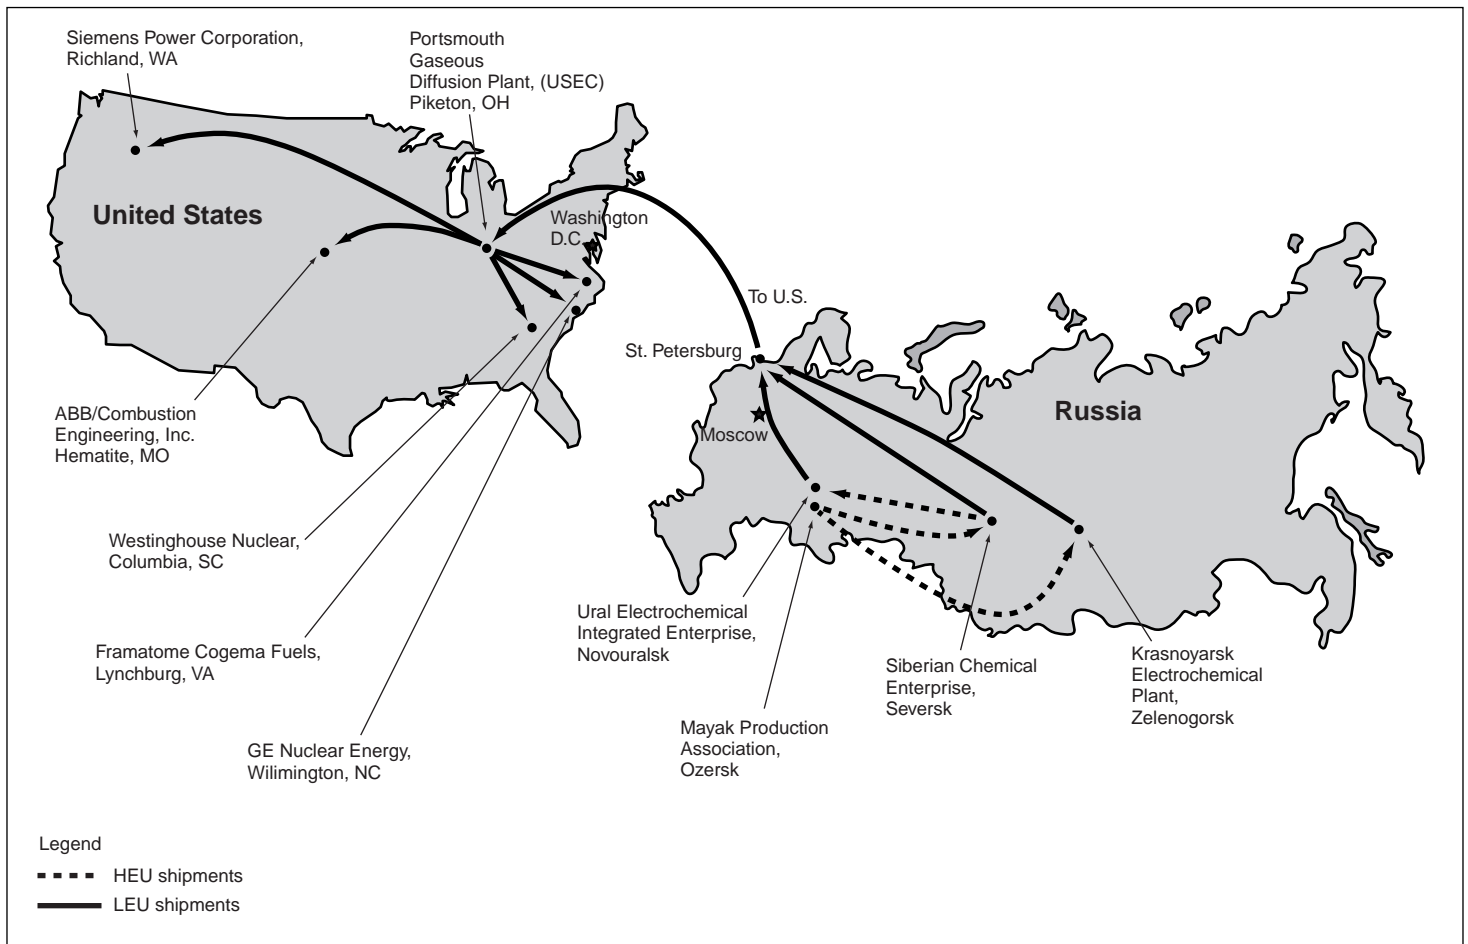 Siemens Power Corporation,
Richland, WA
Portsmouth
Gaseous
Diffusion Plant, (USEC)
Piketon, OH
United States
Washington
D.C.
To U.S.
St. Petersburg
Moscow
Russia
ABB/Combustion
Engineering, Inc.
Hematite, MO
Westinghouse Nuclear,
Columbia, SC
Framatome Cogema Fuels,
Lynchburg, VA
GE Nuclear Energy,
Wilimington, NC
Ural Electrochemical
Integrated Enterprise,
Novouralsk
Mayak Production
Association,
Ozersk
Siberian Chemical
Enterprise,
Seversk
Krasnoyarsk
Electrochemical
Plant,
Zelenogorsk
Legend
HEU shipments
LEU shipments